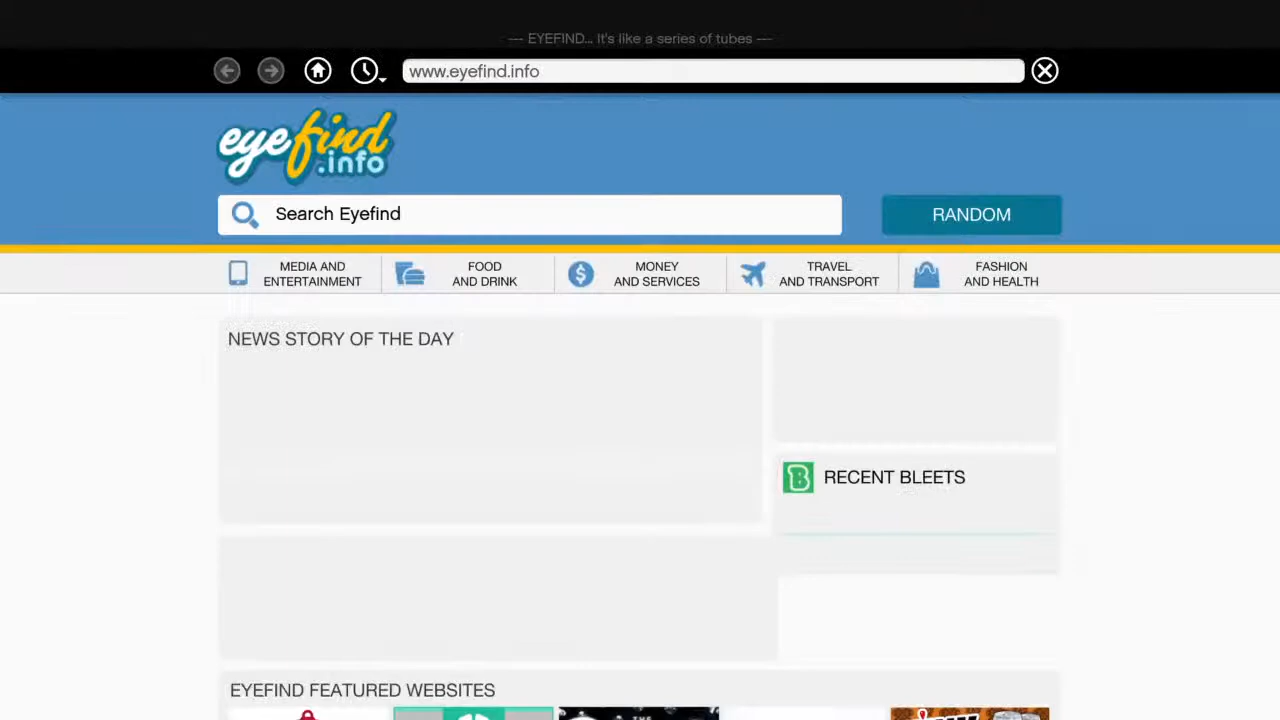 --- EYEFIND... It's like a series of tubes ---
www.eyefind.info
eyefind
.info
Search Eyefind
RANDOM
MEDIA AND
ENTERTAINMENT
FOOD
AND DRINK
MONEY
AND SERVICES
TRAVEL
AND TRANSPORT
FASHION
AND HEALTH
NEWS STORY OF THE DAY
B RECENT BLEETS
EYEFIND FEATURED WEBSITES
THE